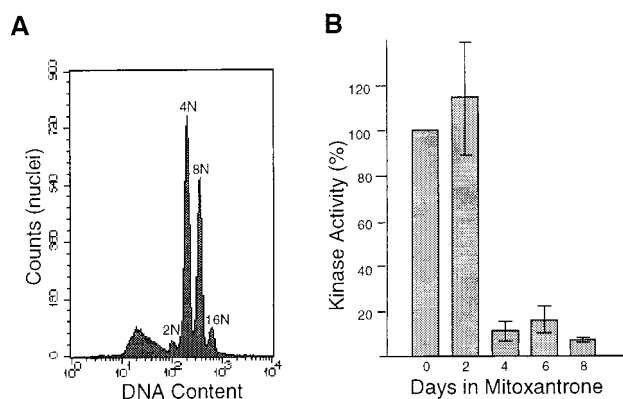 A
Counts (nuclei)
900
720
540
360
180
0
4N
8N
2N
16N
10⁰ 10¹ 10² 10³ 10⁴
DNA Content
B
Kinase Activity (%)
120
100
80
60
40
20
0 2 4 6 8
Days in Mitoxantrone